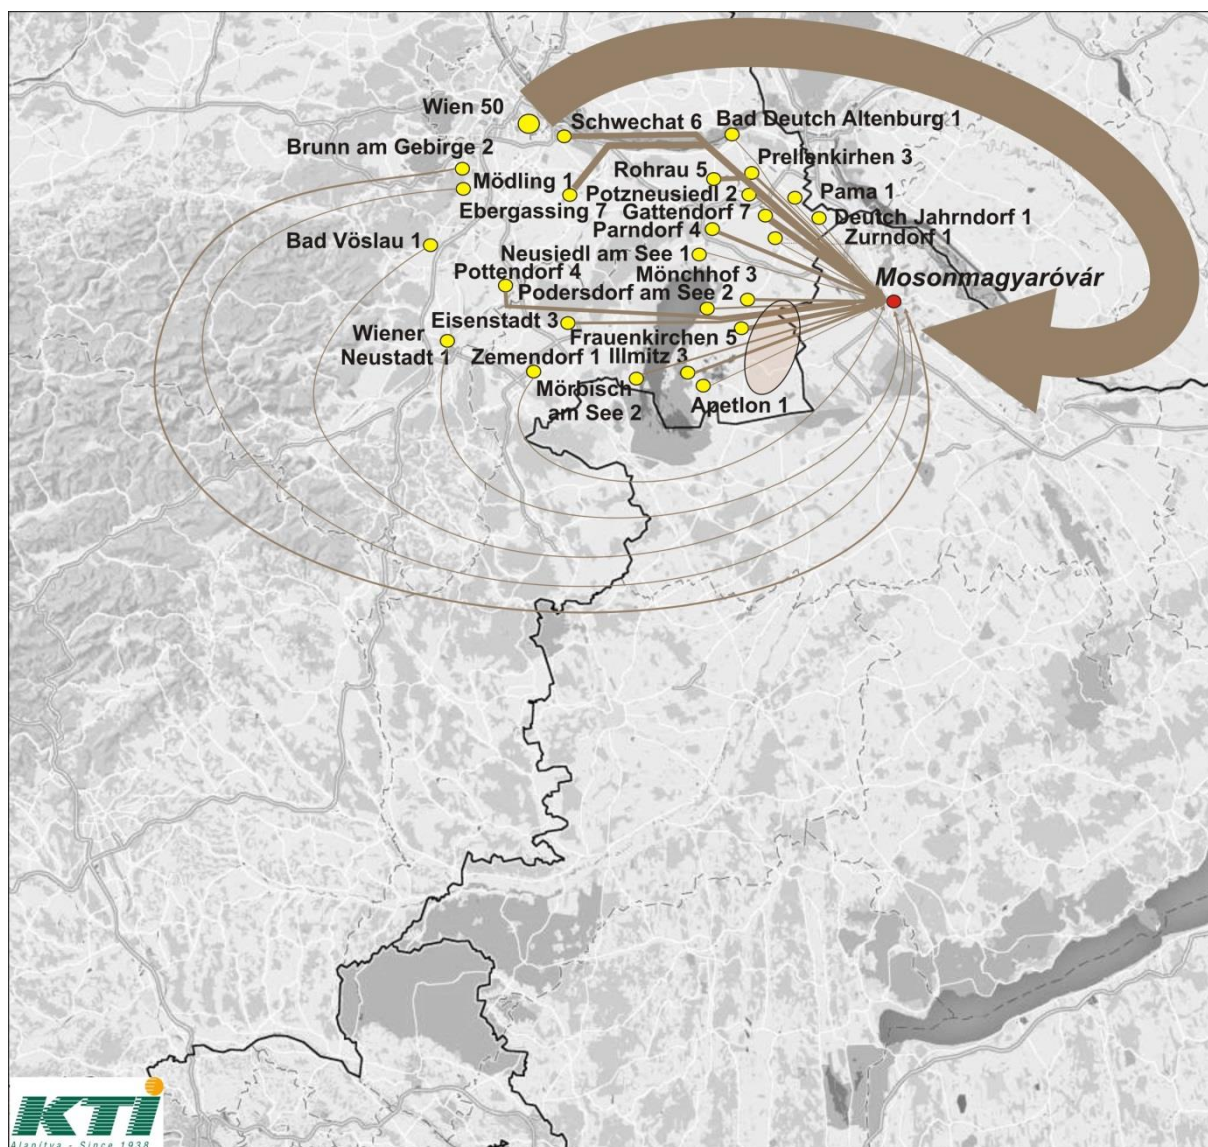 Wien 50
Schwechat 6
Bad Deutch Altenburg 1
Brunn am Gebirge 2
Prellenkirhen 3
Rohrau 5
Mödling 1
Potzneusiedl 2
Pama 1
Ebergassing 7
Gattendorf 7
Deutch Jahrndorf 1
Parndorf 4
Zurndorf 1
Bad Vöslau 1
Neusiedl am See 1
Pottendorf 4
Mönchhof 3
Mosonmagyaróvár
Podersdorf am See 2
Eisenstadt 3
Wiener
Neustadt 1
Frauenkirchen 5
Zemendorf 1
Illmitz 3
Mörbisch
am See 2
Apetlon 1
KTI
Alapítva - Since 1938